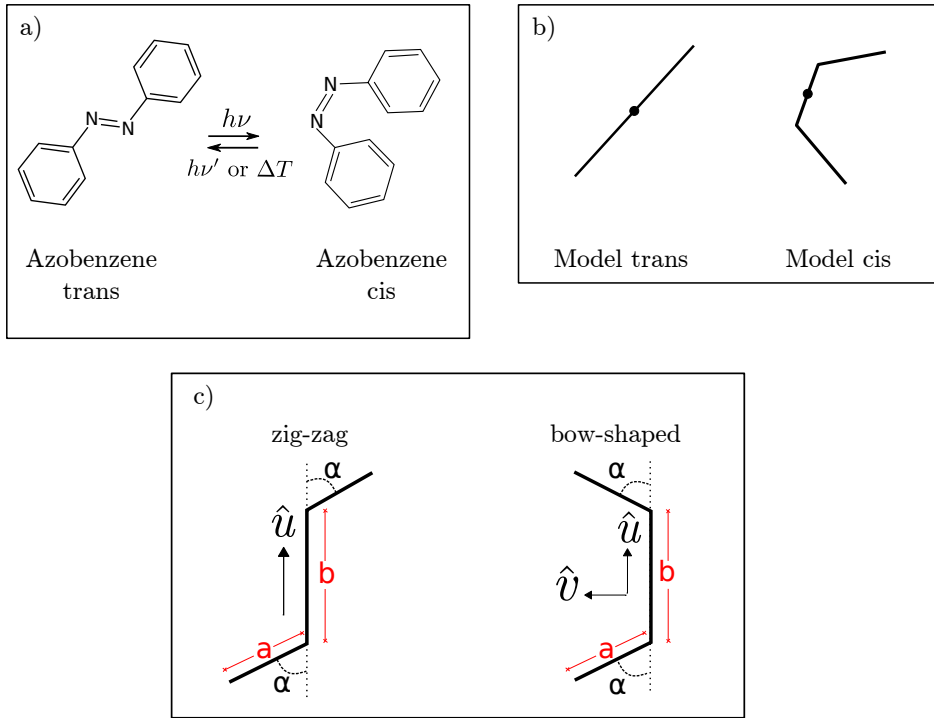 a)
N
N
hν
hν′ or ΔT
N
N
Azobenzene
trans
Azobenzene
cis
b)
Model trans
Model cis
c)
zig-zag
bow-shaped
α
û
b
a
α
α
û
v̂
b
a
α